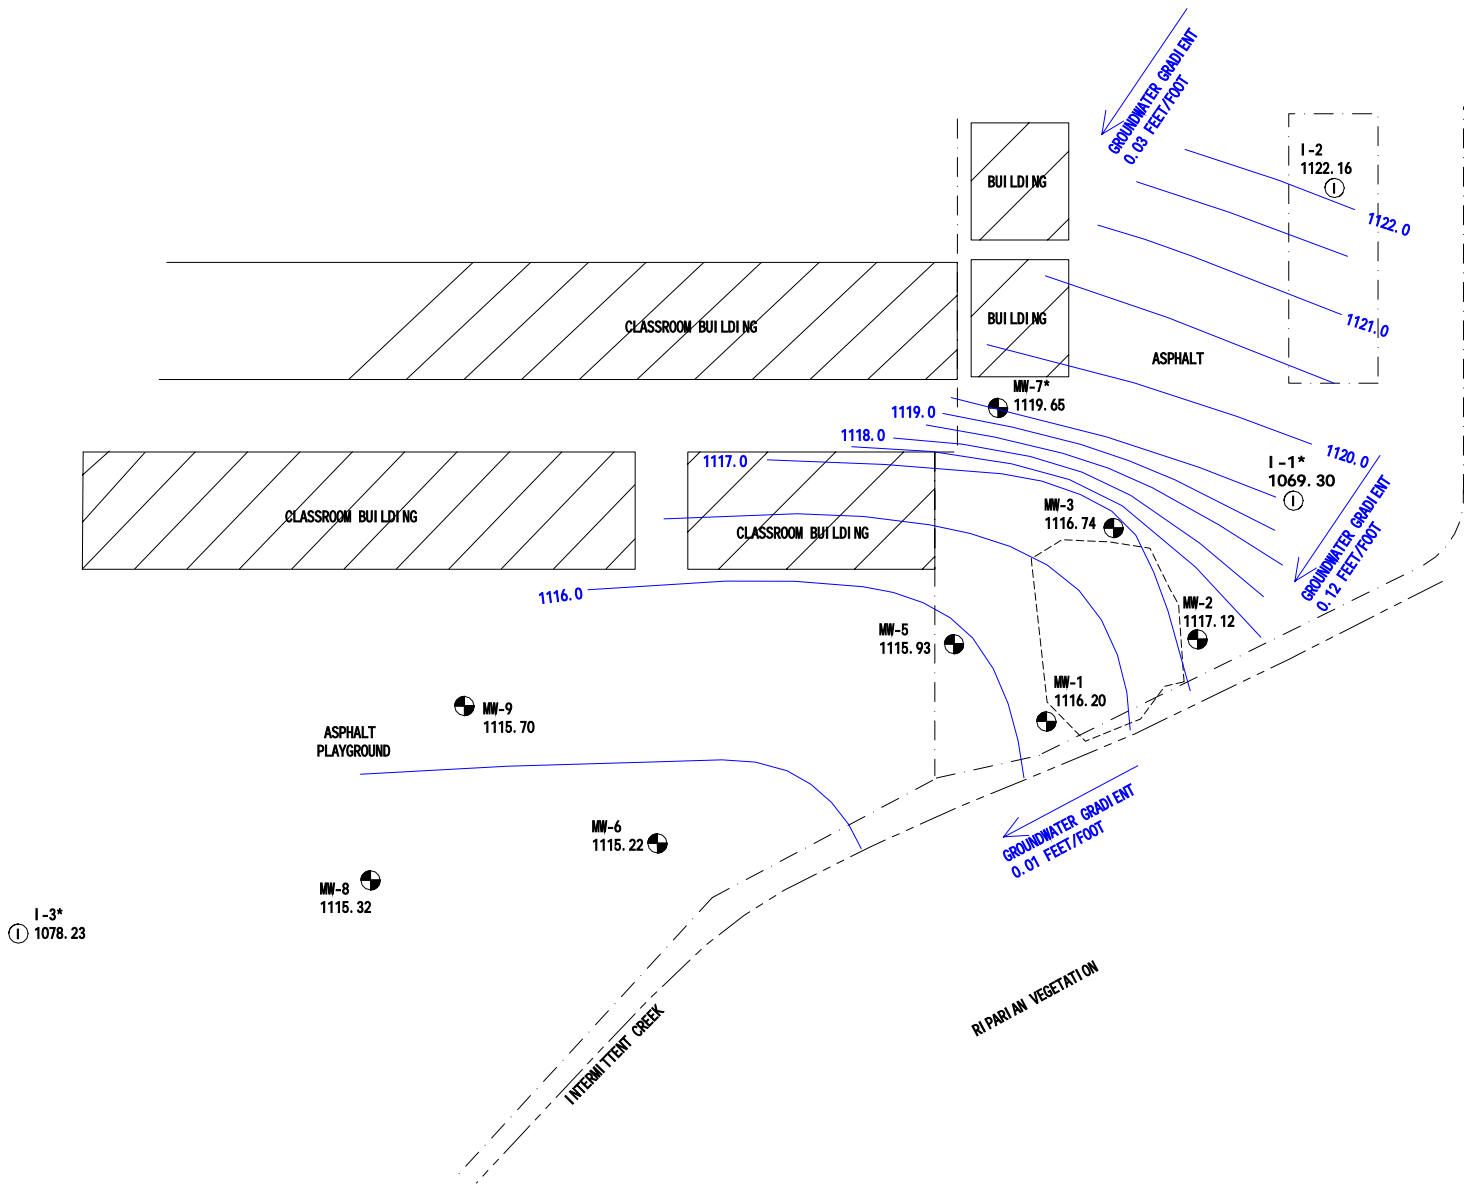 GROUNDWATER GRADIENT
0.03 FEET/FOOT
I-2
1122.16
BUILDING
1122.0
CLASSROOM BUILDING
BUILDING
1121.0
ASPHALT
MW-7*
1119.65
1119.0
1118.0
1117.0
1120.0
I-1*
1069.30
GROUNDWATER GRADIENT
0.12 FEET/FOOT
CLASSROOM BUILDING
CLASSROOM BUILDING
MW-3
1116.74
1116.0
MW-2
1117.12
MW-5
1115.93
MW-1
1116.20
MW-9
1115.70
ASPHALT
PLAYGROUND
GROUNDWATER GRADIENT
0.01 FEET/FOOT
MW-6
1115.22
MW-8
1115.32
I-3*
1078.23
RIPARIAN VEGETATION
INTERMITTENT CREEK